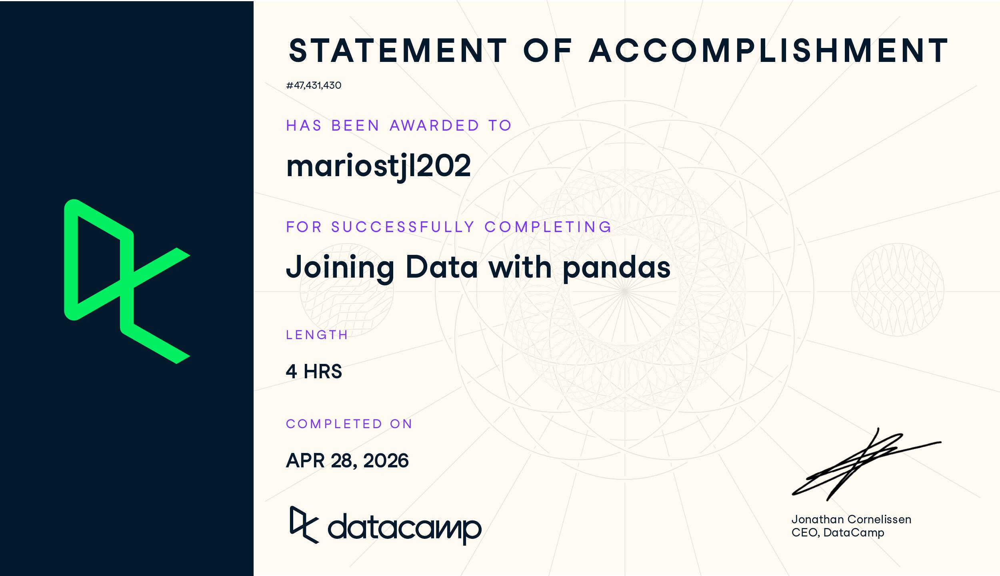 STATEMENT OF ACCOMPLISHMENT
#47,431,430
HAS BEEN AWARDED TO
mariostjl202
FOR SUCCESSFULLY COMPLETING
Joining Data with pandas
LENGTH
4 HRS
COMPLETED ON
APR 28, 2026
datacamp
Jonathan Cornelissen
CEO, DataCamp